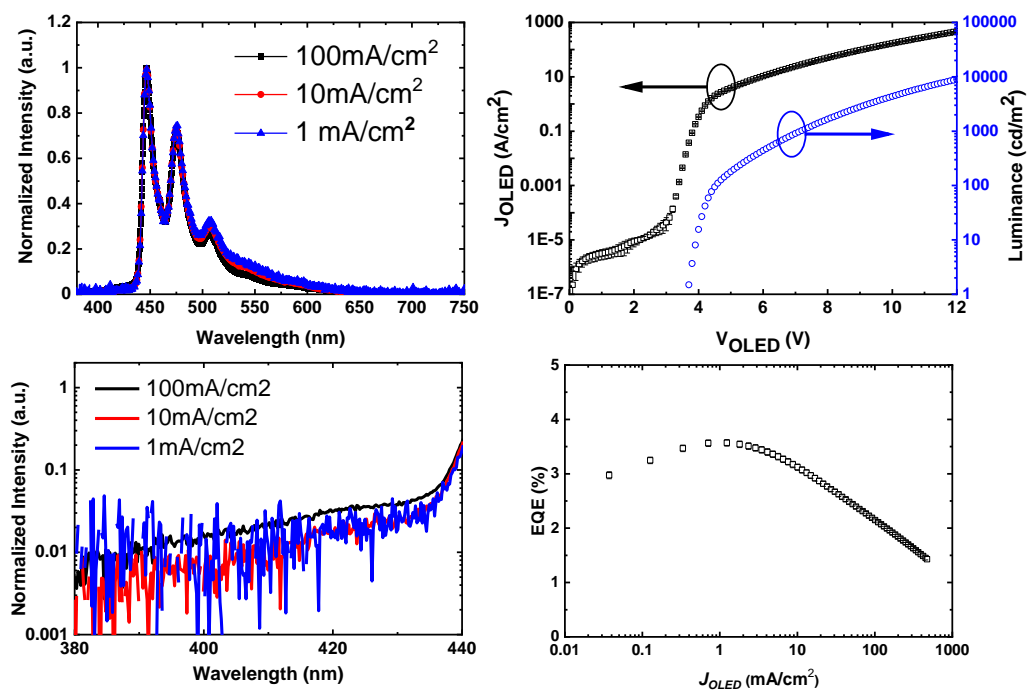 Normalized Intensity (a.u.)
1.2
1
0.8
0.6
0.4
0.2
0
400 450 500 550 600 650 700 750
Wavelength (nm)
100mA/cm²
10mA/cm²
1 mA/cm²
J_OLED (A/cm²)
1000
10
0.1
0.001
1E-5
1E-7
0 2 4 6 8 10 12
V_OLED (V)
100000
10000
1000
100
10
1
Luminance (cd/m²)
Normalized Intensity (a.u.)
1
0.1
0.01
0.001
380 400 420 440
Wavelength (nm)
100mA/cm2
10mA/cm2
1mA/cm2
EQE (%)
5
4
3
2
1
0
0.01 0.1 1 10 100 1000
J_OLED (mA/cm²)